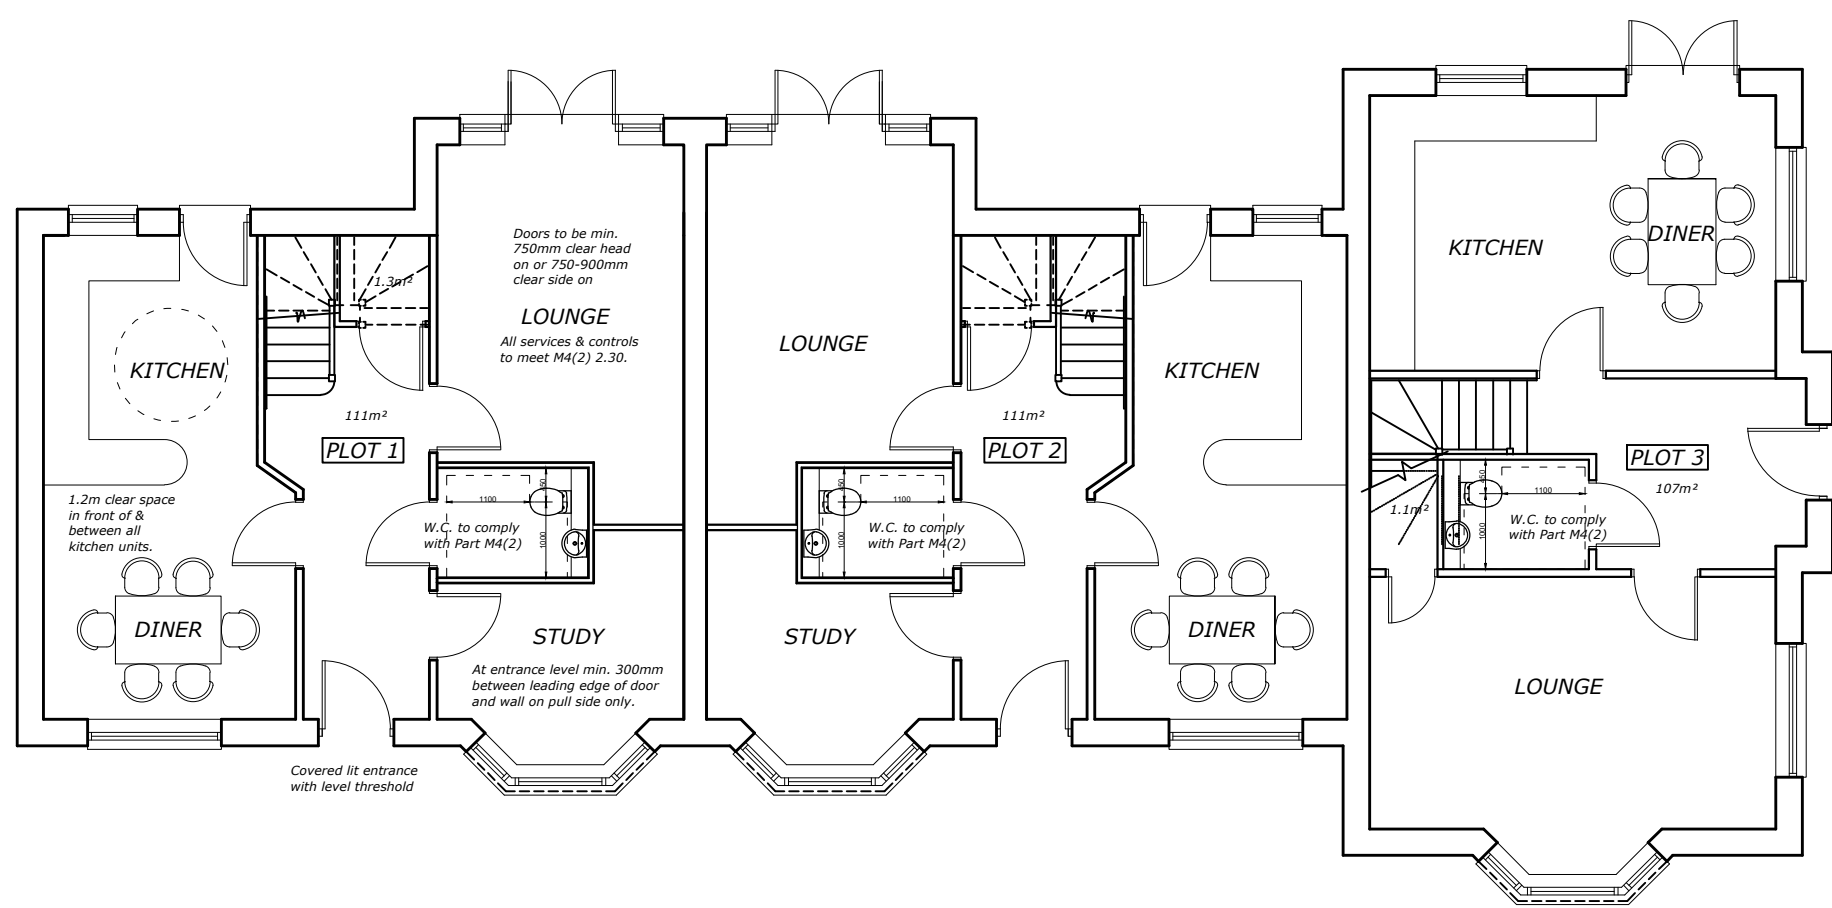 Doors to be min.
750mm clear head
on or 750-900mm
clear side on
LOUNGE
All services & controls
to meet M4(2) 2.30.
1.3m²
KITCHEN
111m²
PLOT 1
1.2m clear space
in front of &
between all
kitchen units.
450
1100
1000
W.C. to comply
with Part M4(2)
DINER
STUDY
At entrance level min. 300mm
between leading edge of door
and wall on pull side only.
Covered lit entrance
with level threshold
LOUNGE
KITCHEN
111m²
PLOT 2
450
1100
1000
W.C. to comply
with Part M4(2)
STUDY
DINER
KITCHEN
DINER
PLOT 3
107m²
450
1100
1000
1.1m²
W.C. to comply
with Part M4(2)
LOUNGE